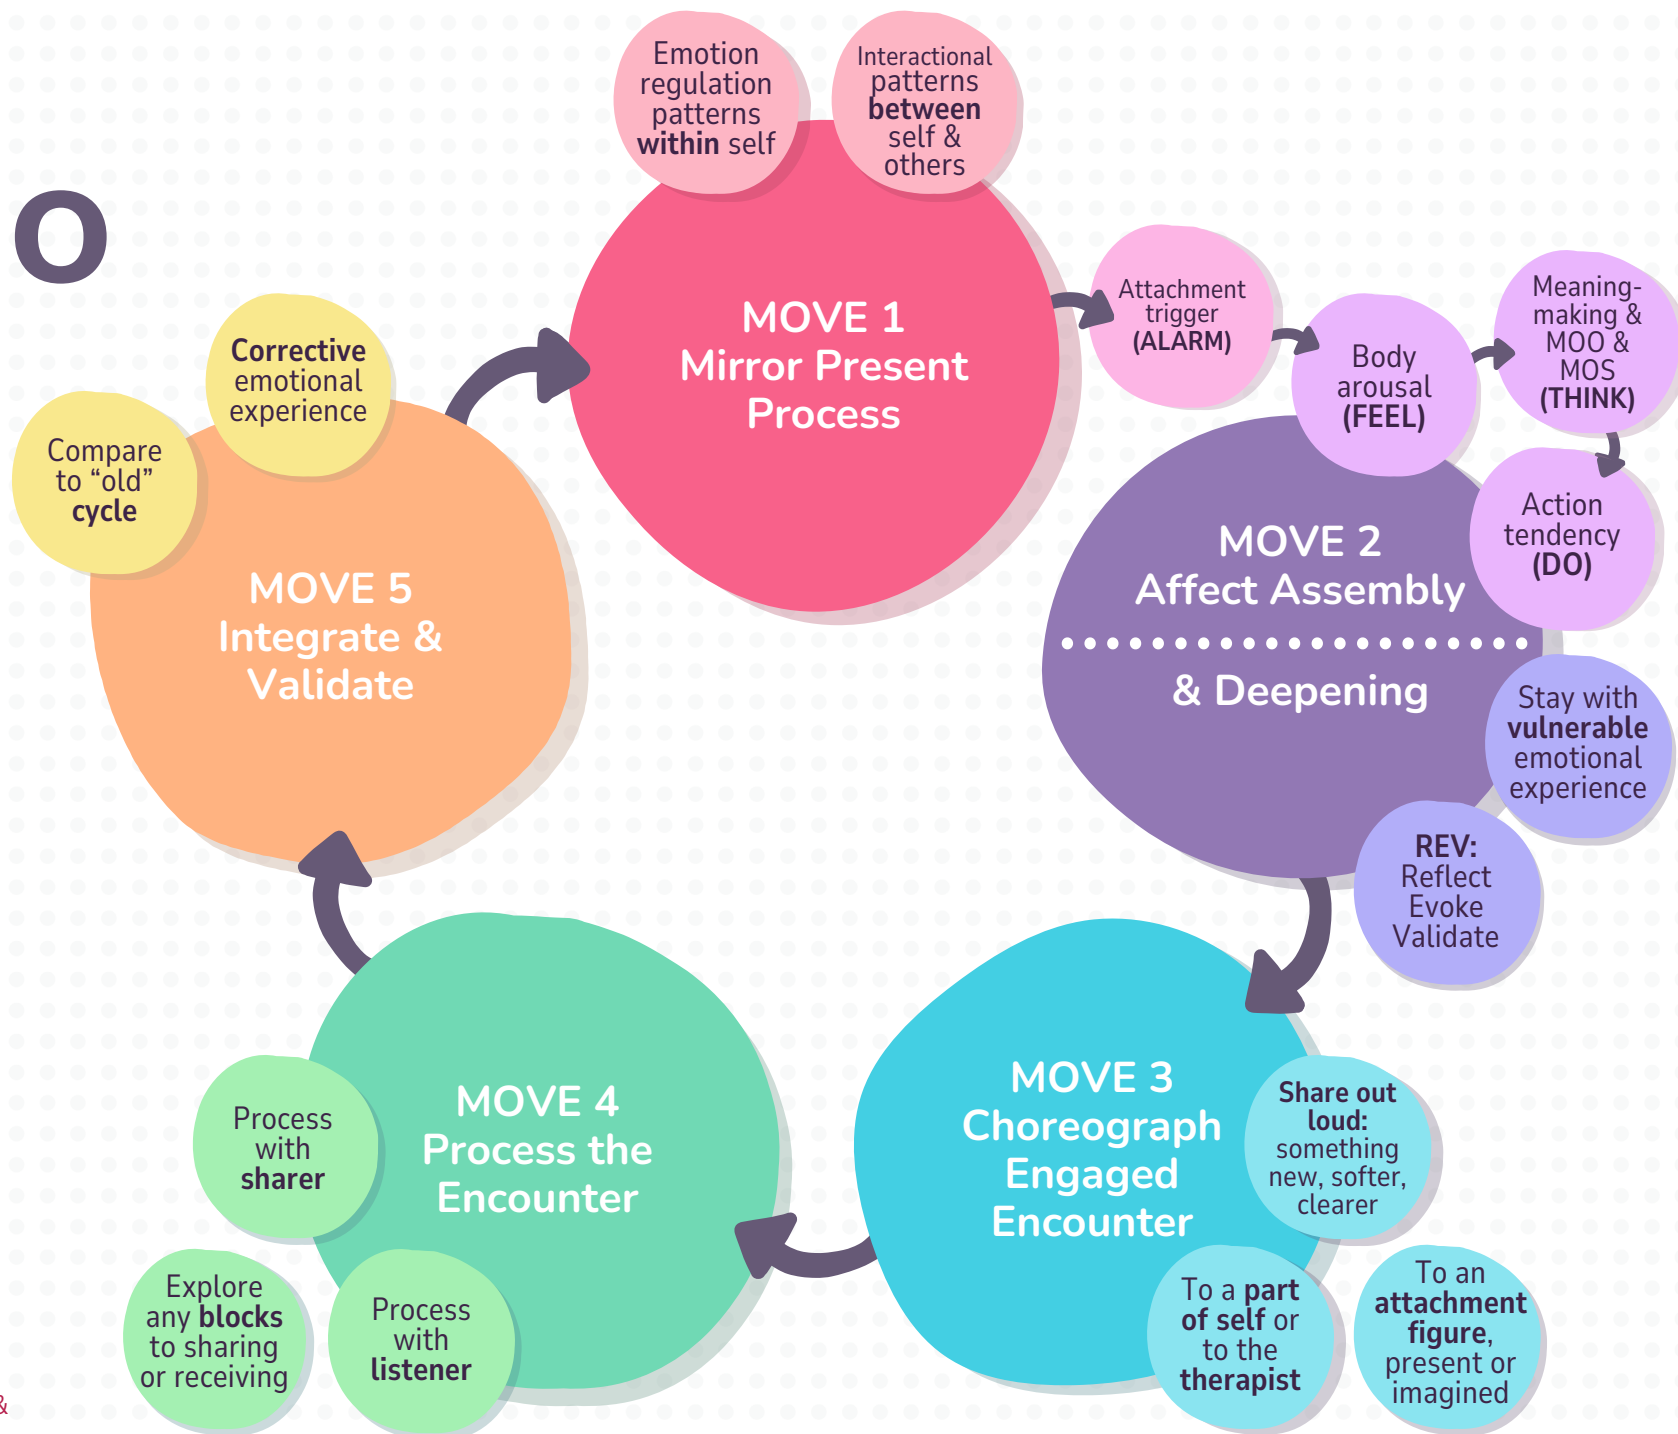 O
Emotion
regulation
patterns
within self
Interactional
patterns
between
self &
others
MOVE 1
Mirror Present
Process
Attachment
trigger
(ALARM)
Body
arousal
(FEEL)
Meaning-
making &
MOO &
MOS
(THINK)
Action
tendency
(DO)
MOVE 2
Affect Assembly
& Deepening
Stay with
vulnerable
emotional
experience
REV:
Reflect
Evoke
Validate
MOVE 3
Choreograph
Engaged
Encounter
Share out
loud:
something
new, softer,
clearer
To a part
of self or
to the
therapist
To an
attachment
figure,
present or
imagined
MOVE 4
Process the
Encounter
Process
with
sharer
Process
with
listener
Explore
any blocks
to sharing
or receiving
MOVE 5
Integrate &
Validate
Corrective
emotional
experience
Compare
to “old”
cycle
&